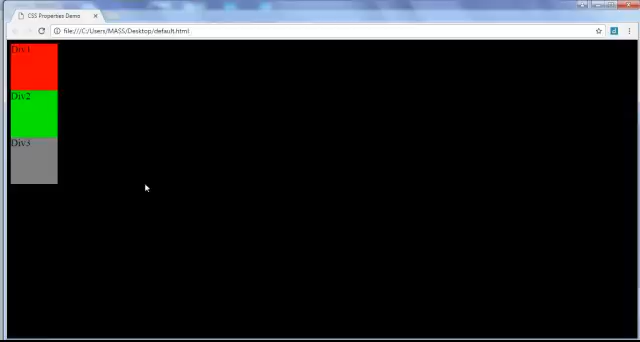 CSS Properties Demo
file:///C:/Users/MASS/Desktop/default.html
Div1
Div2
Div3